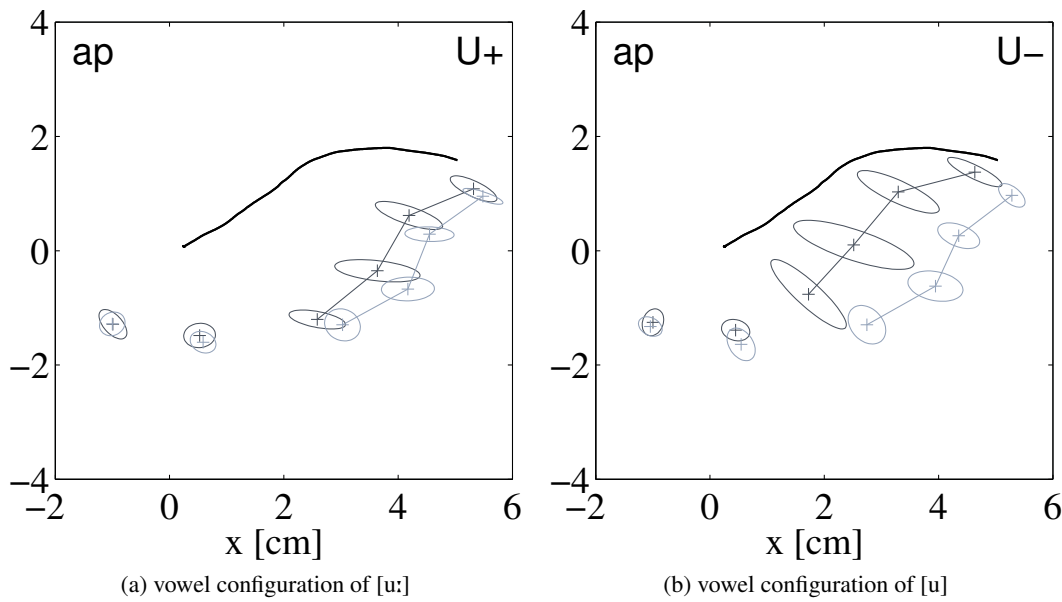 4
ap U+
2
0
−2
−4
−2 0 2 4 6
x [cm]
(a) vowel configuration of [uː]
4
ap U−
2
0
−2
−4
−2 0 2 4 6
x [cm]
(b) vowel configuration of [u]